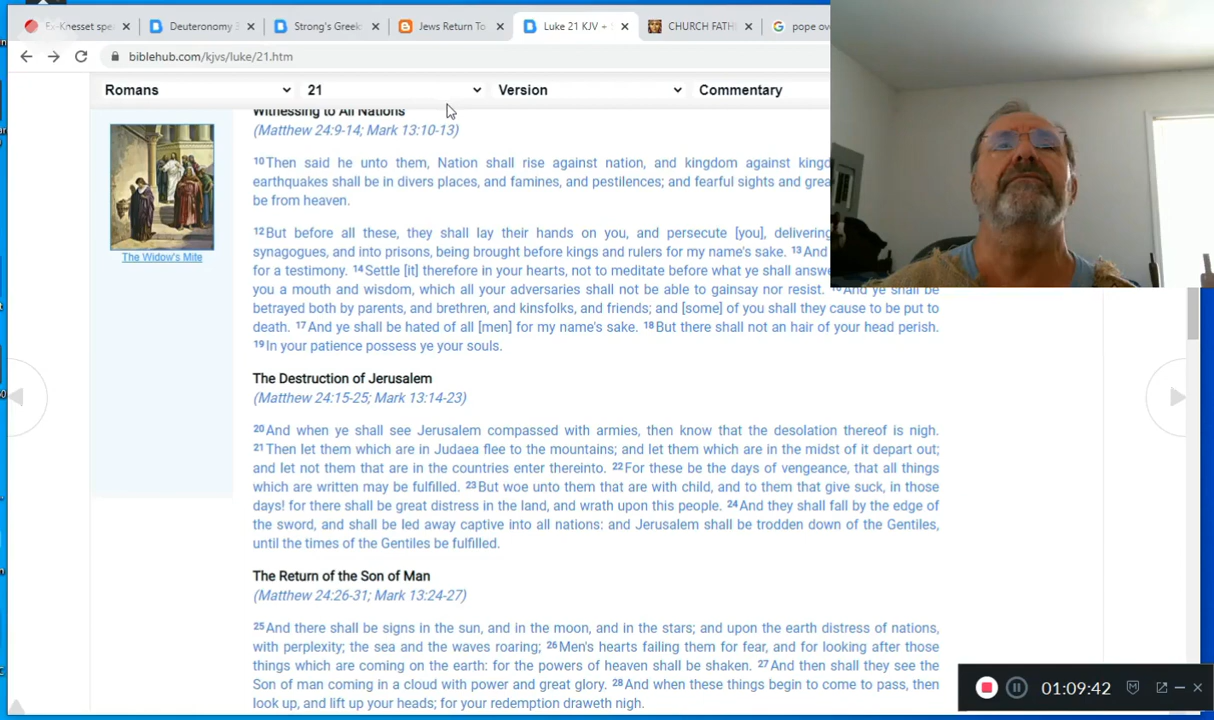 Ex-Knesset spe
Deuteronomy 3
Strong's Greek:
Jews Return To
Luke 21 KJV +
CHURCH FATH
pope ove
biblehub.com/kjvs/luke/21.htm
Romans
21
Version
Commentary
Witnessing to All Nations
(Matthew 24:9-14; Mark 13:10-13)
The Widow's Mite
10Then said he unto them, Nation shall rise against nation, and kingdom against kingd
earthquakes shall be in divers places, and famines, and pestilences; and fearful sights and grea
be from heaven.
12But before all these, they shall lay their hands on you, and persecute [you], delivering
synagogues, and into prisons, being brought before kings and rulers for my name's sake. 13And
for a testimony. 14Settle [it] therefore in your hearts, not to meditate before what ye shall answe
you a mouth and wisdom, which all your adversaries shall not be able to gainsay nor resist. And ye shall be
betrayed both by parents, and brethren, and kinsfolks, and friends; and [some] of you shall they cause to be put to
death. 17And ye shall be hated of all [men] for my name's sake. 18But there shall not an hair of your head perish.
19In your patience possess ye your souls.
The Destruction of Jerusalem
(Matthew 24:15-25; Mark 13:14-23)
20And when ye shall see Jerusalem compassed with armies, then know that the desolation thereof is nigh.
21Then let them which are in Judaea flee to the mountains; and let them which are in the midst of it depart out;
and let not them that are in the countries enter thereinto. 22For these be the days of vengeance, that all things
which are written may be fulfilled. 23But woe unto them that are with child, and to them that give suck, in those
days! for there shall be great distress in the land, and wrath upon this people. 24And they shall fall by the edge of
the sword, and shall be led away captive into all nations: and Jerusalem shall be trodden down of the Gentiles,
until the times of the Gentiles be fulfilled.
The Return of the Son of Man
(Matthew 24:26-31; Mark 13:24-27)
25And there shall be signs in the sun, and in the moon, and in the stars; and upon the earth distress of nations,
with perplexity; the sea and the waves roaring; 26Men's hearts failing them for fear, and for looking after those
things which are coming on the earth: for the powers of heaven shall be shaken. 27And then shall they see the
Son of man coming in a cloud with power and great glory. 28And when these things begin to come to pass, then
look up, and lift up your heads; for your redemption draweth nigh.
01:09:42